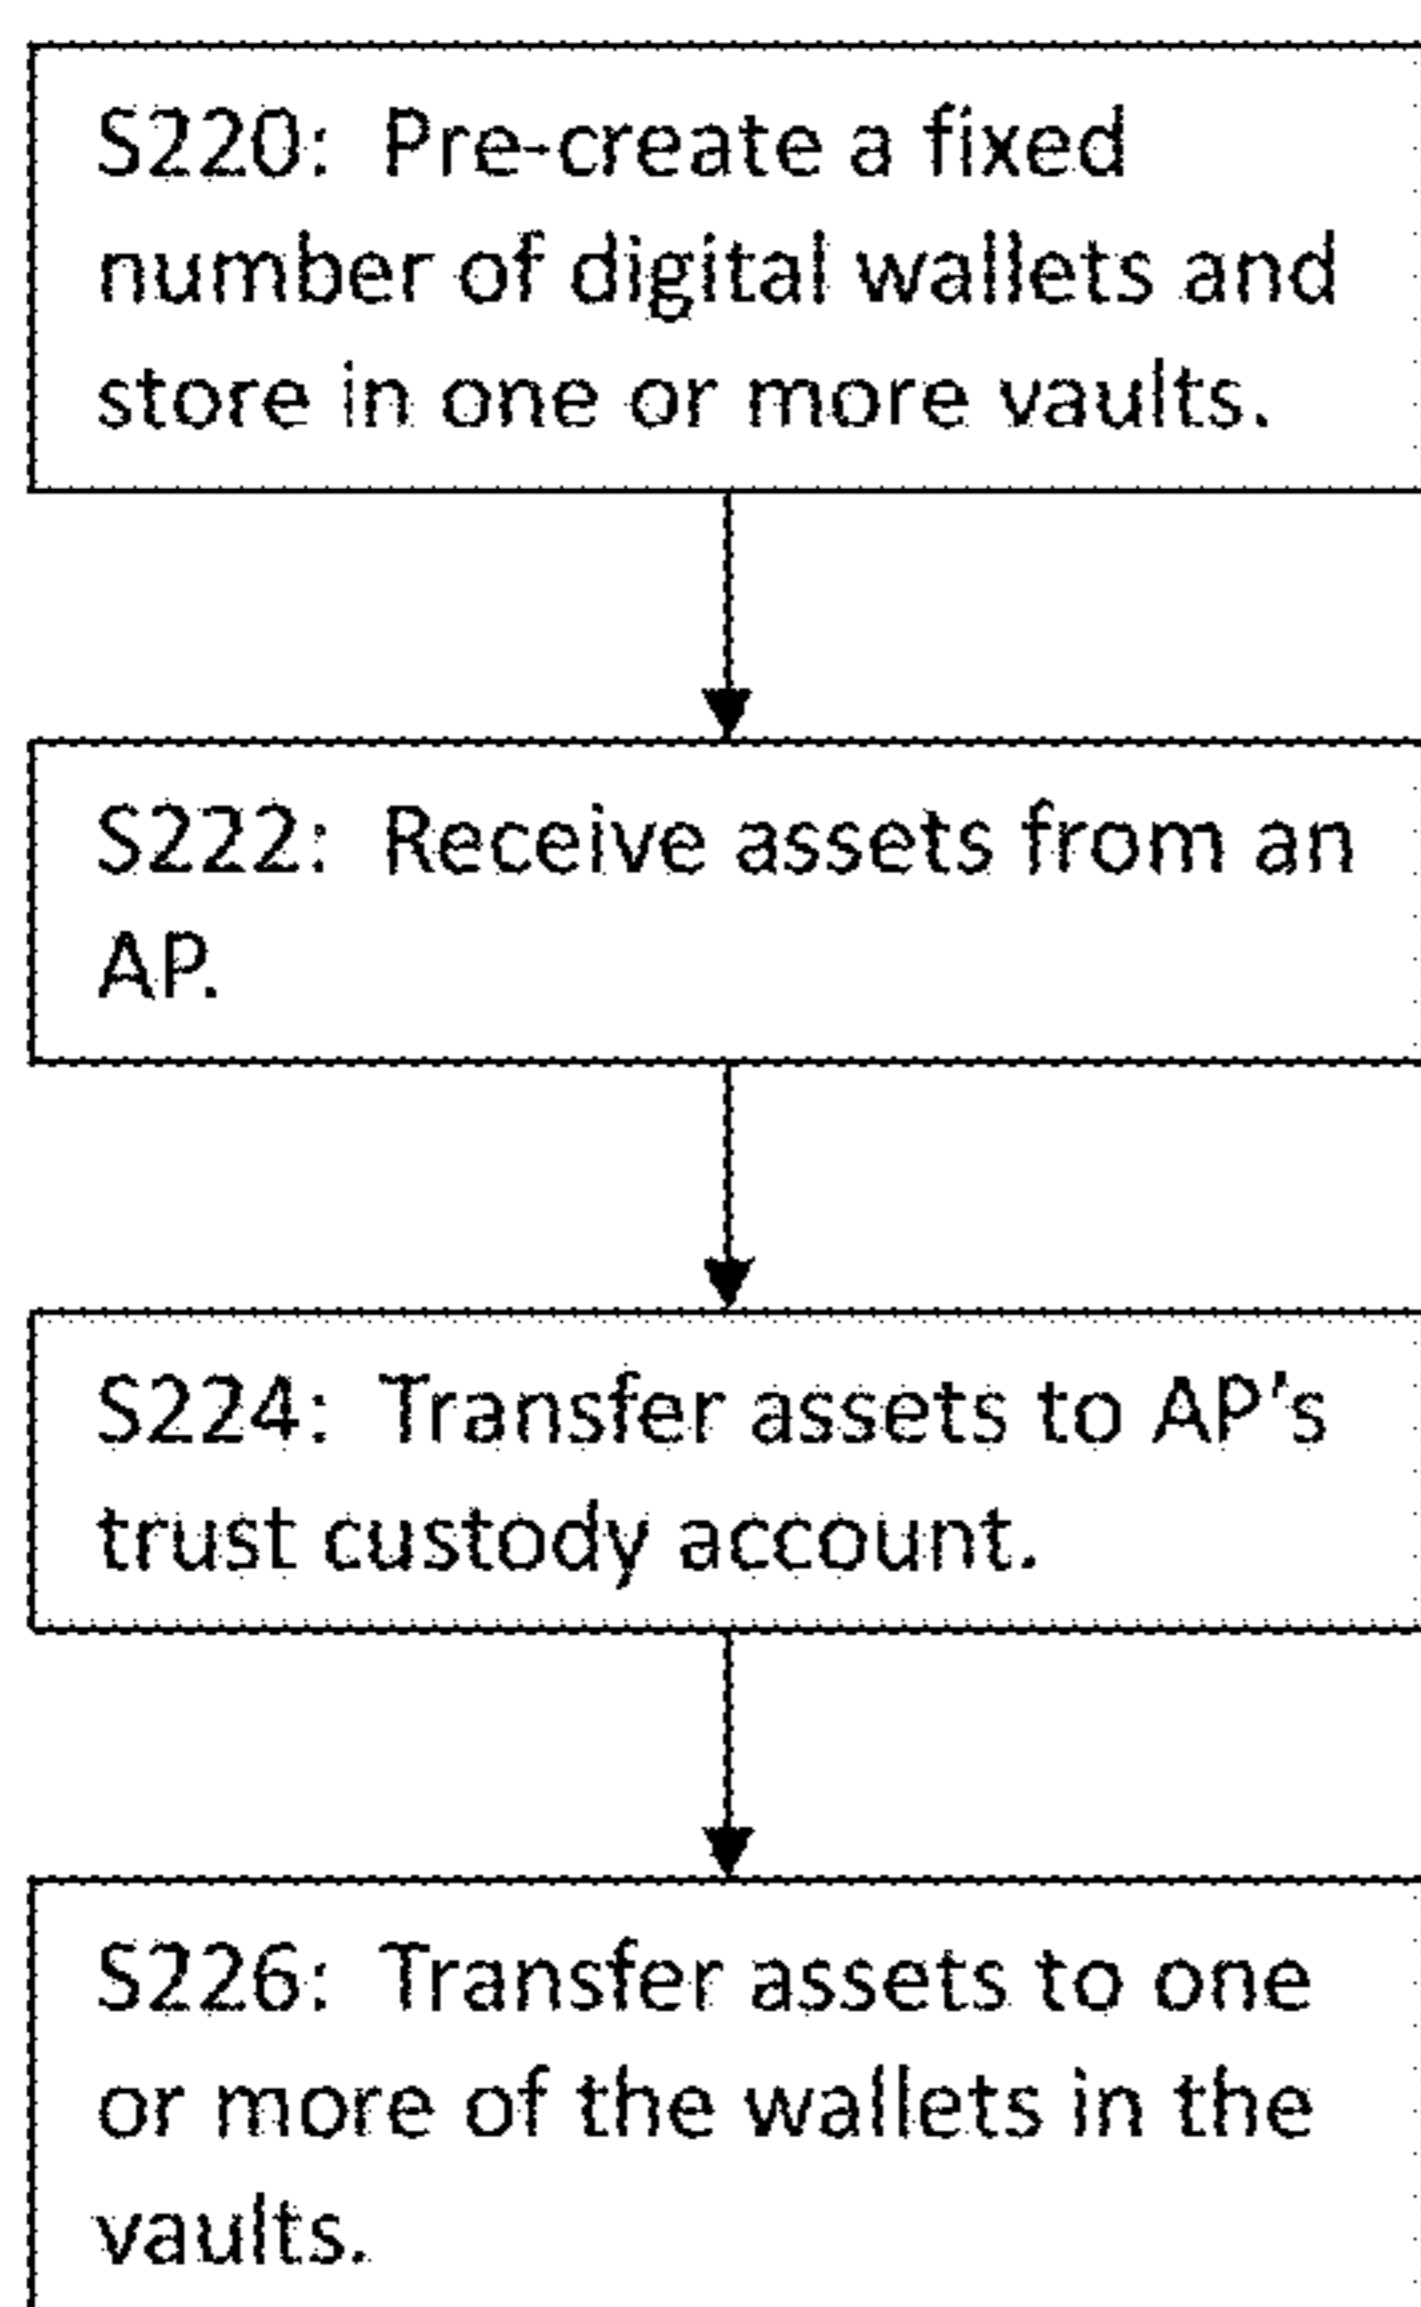 S220: Pre-create a fixed
number of digital wallets and
store in one or more vaults.
S222: Receive assets from an
AP.
S224: Transfer assets to AP's
trust custody account.
S226: Transfer assets to one
or more of the wallets in the
vaults.